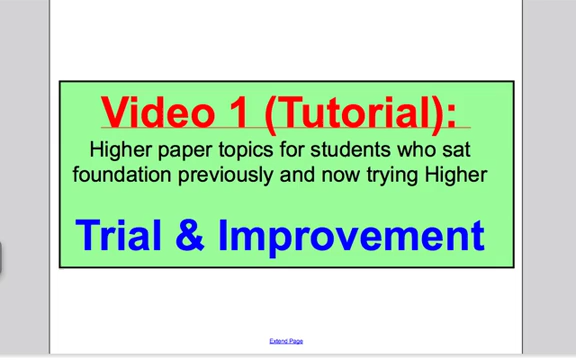 Video 1 (Tutorial):
Higher paper topics for students who sat
foundation previously and now trying Higher
Trial & Improvement
Extend Page